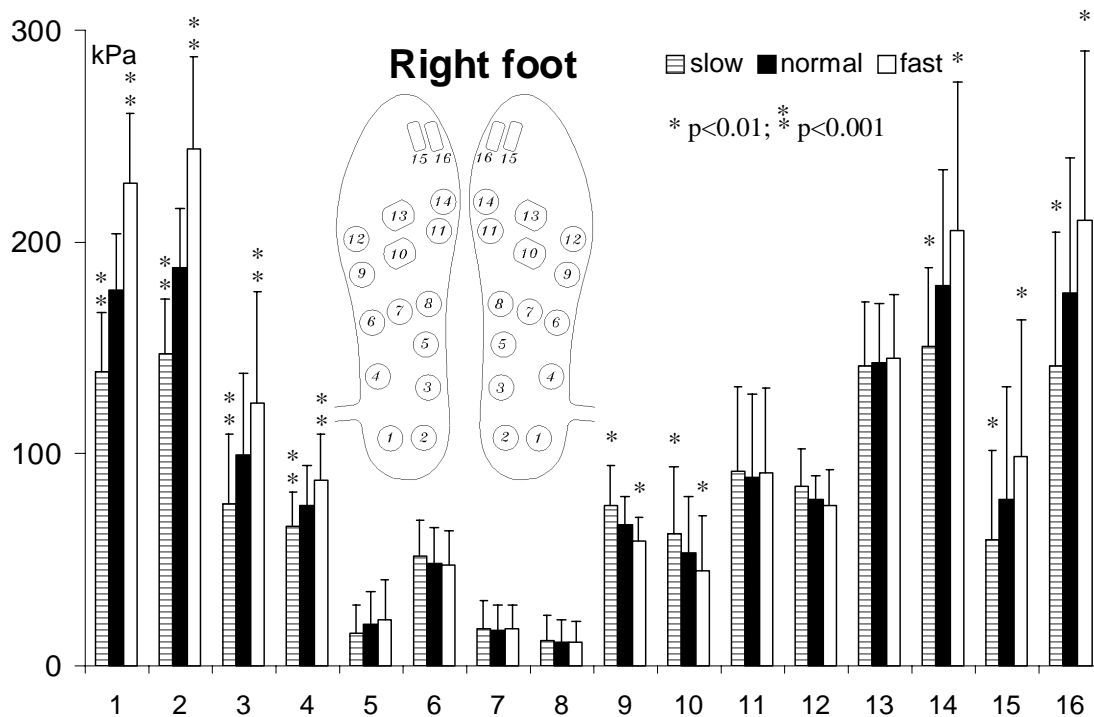 300
kPa
200
100
0
Right foot
slow normal fast
* p<0.01; ** p<0.001
* * * * * * * *
* * * * * * * *
* * * * * * * * * *
15 16 16 15
14 14
13 13
12 11 11 12
10 10
9 9
8 8
7 7
6 6
5 5
4 4
3 3
1 2 2 1
1 2 3 4 5 6 7 8 9 10 11 12 13 14 15 16